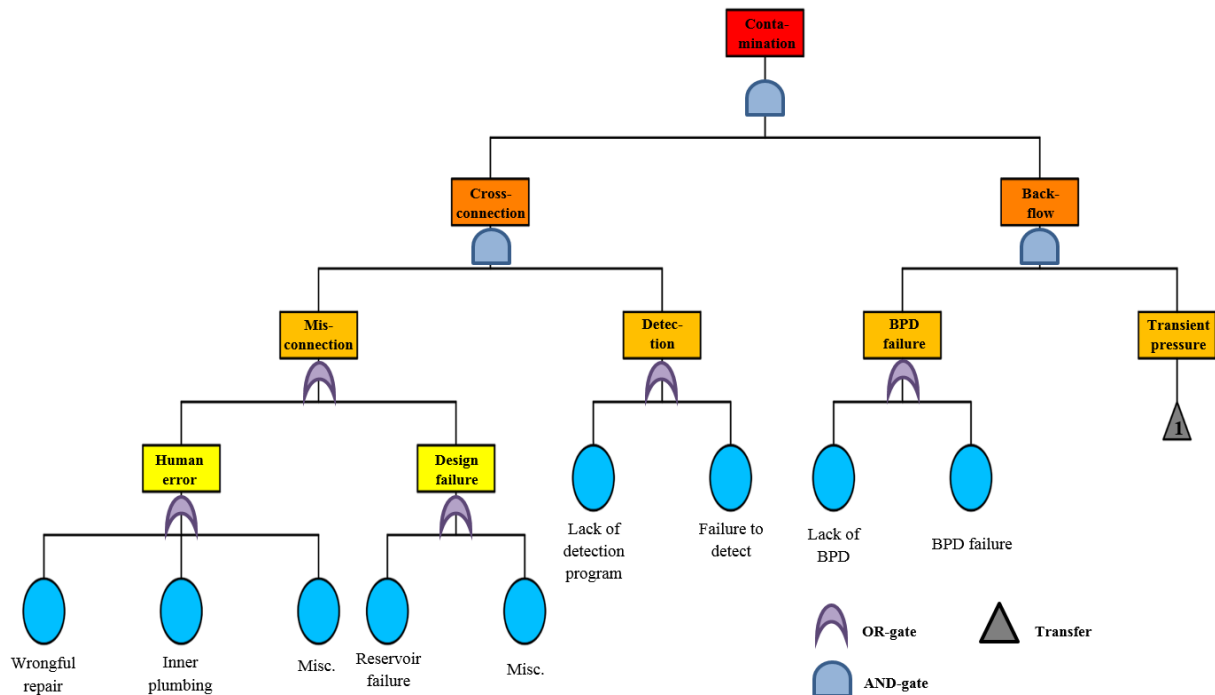 Conta-
mination
Cross-
connection
Back-
flow
Mis-
connection
Detec-
tion
BPD
failure
Transient
pressure
1
Human
error
Design
failure
Lack of
detection
program
Failure to
detect
Lack of
BPD
BPD failure
Wrongful
repair
Inner
plumbing
Misc.
Reservoir
failure
Misc.
OR-gate
Transfer
AND-gate